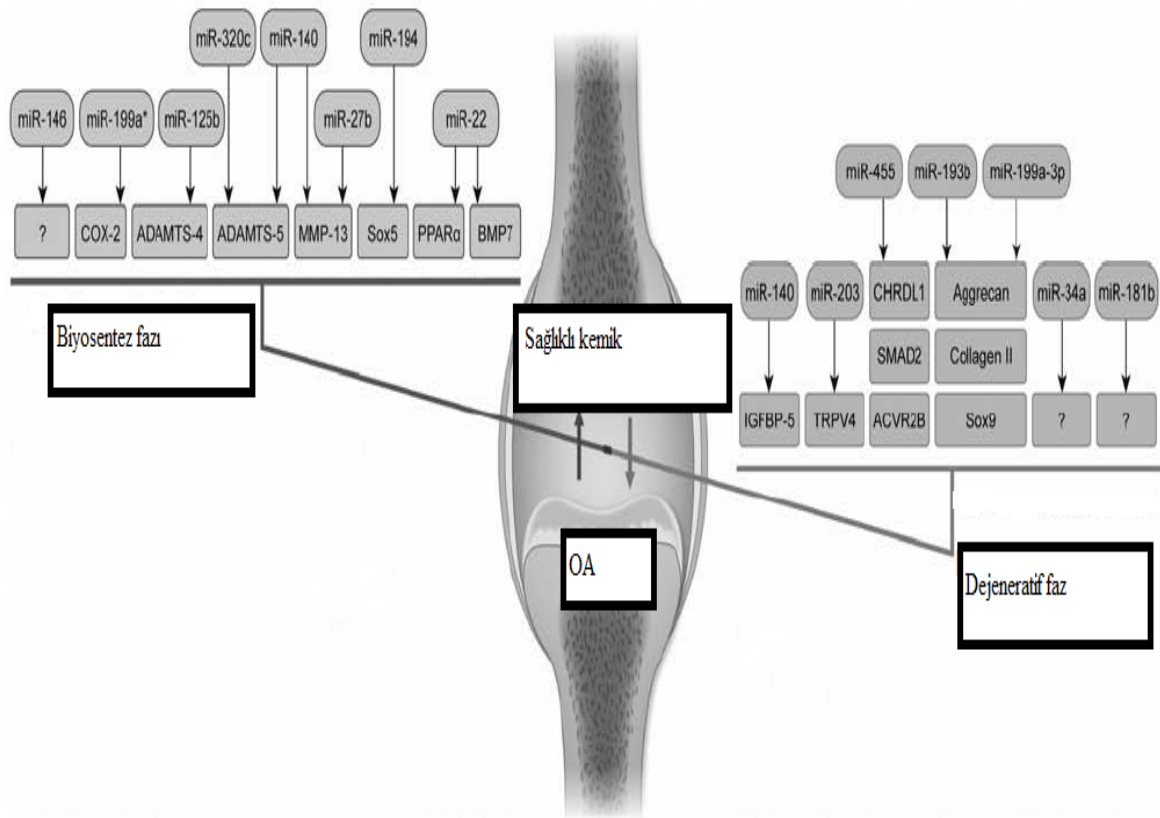 miR-320c miR-140 miR-194
miR-146 miR-199a* miR-125b miR-27b miR-22
? COX-2 ADAMTS-4 ADAMTS-5 MMP-13 Sox5 PPARα BMP7
Biyosentez fazı
Sağlıklı kemik
OA
miR-455 miR-193b miR-199a-3p
miR-140 miR-203 CHRDL1 Aggrecan miR-34a miR-181b
SMAD2 Collagen II
IGFBP-5 TRPV4 ACVR2B Sox9 ? ?
Dejeneratif faz